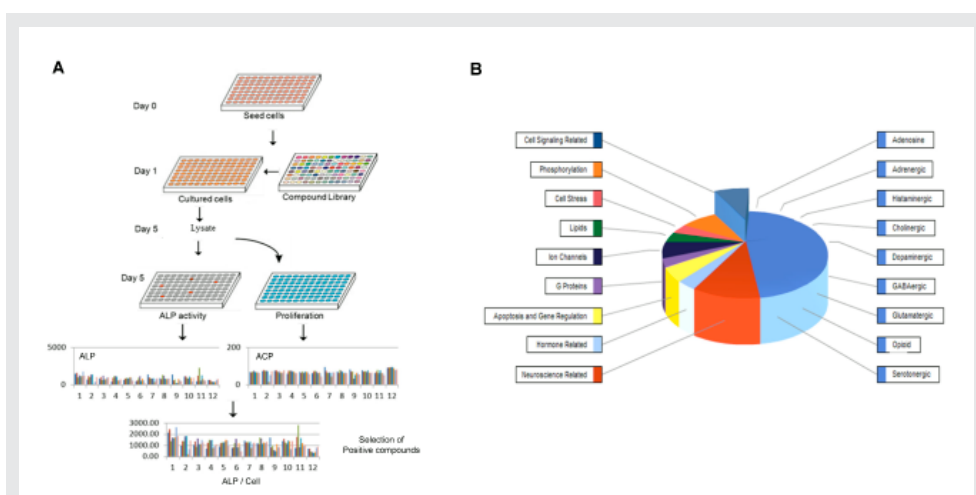 A
Day 0
Seed cells
Day 1
Cultured cells
Compound Library
Day 5
Lysate
Day 5
ALP activity
Proliferation
5000
ALP
0
1 2 3 4 5 6 7 8 9 10 11 12
200
ACP
0
1 2 3 4 5 6 7 8 9 10 11 12
3000.00
2000.00
1000.00
0.00
1 2 3 4 5 6 7 8 9 10 11 12
ALP / Cell
Selection of
Positive compounds
B
Cell Signaling Related
Phosphorylation
Cell Stress
Lipids
Ion Channels
G Proteins
Apoptosis and Gene Regulation
Hormone Related
Neuroscience Related
Adenosine
Adrenergic
Histaminergic
Cholinergic
Dopaminergic
GABAergic
Glutamatergic
Opioid
Serotonergic